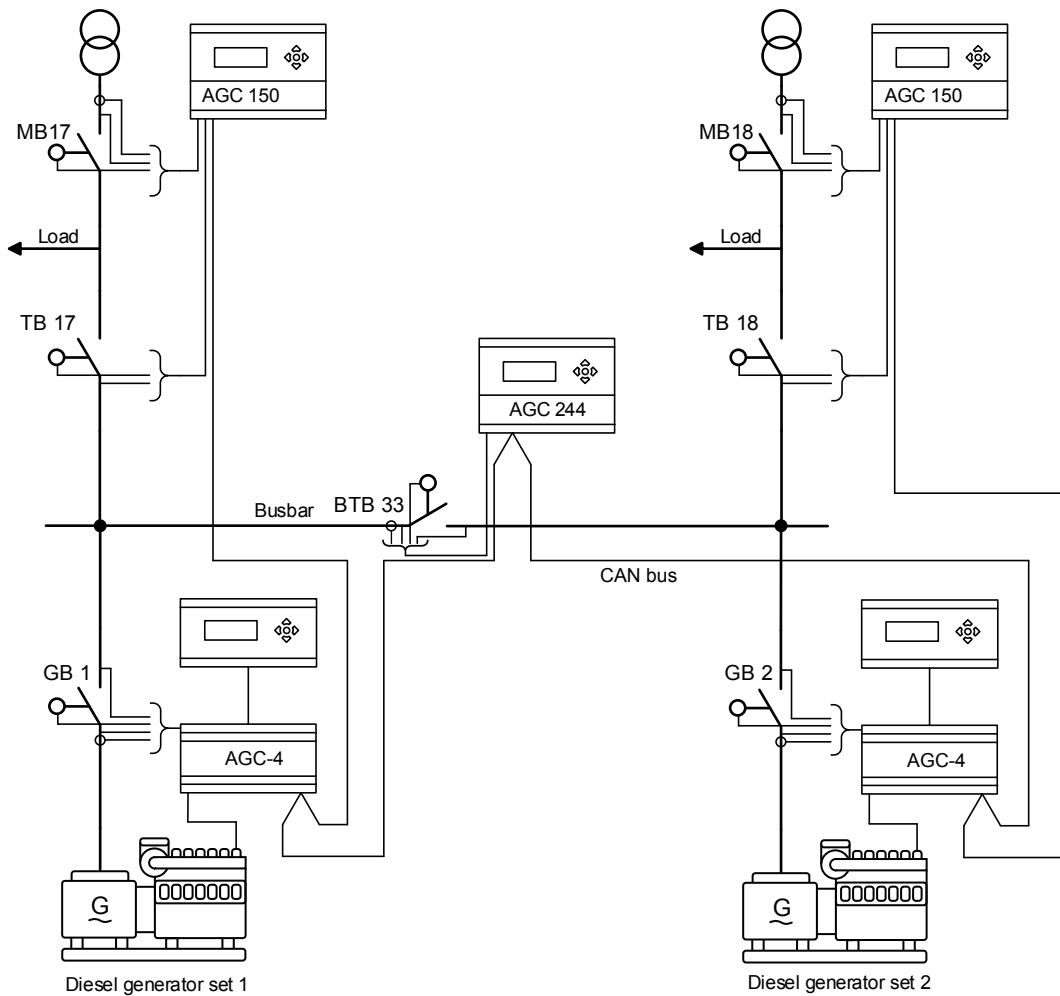 AGC 150
AGC 150
MB17
MB18
Load
Load
TB 17
TB 18
AGC 244
BTB 33
Busbar
CAN bus
GB 1
GB 2
AGC-4
AGC-4
G
G
Diesel generator set 1
Diesel generator set 2